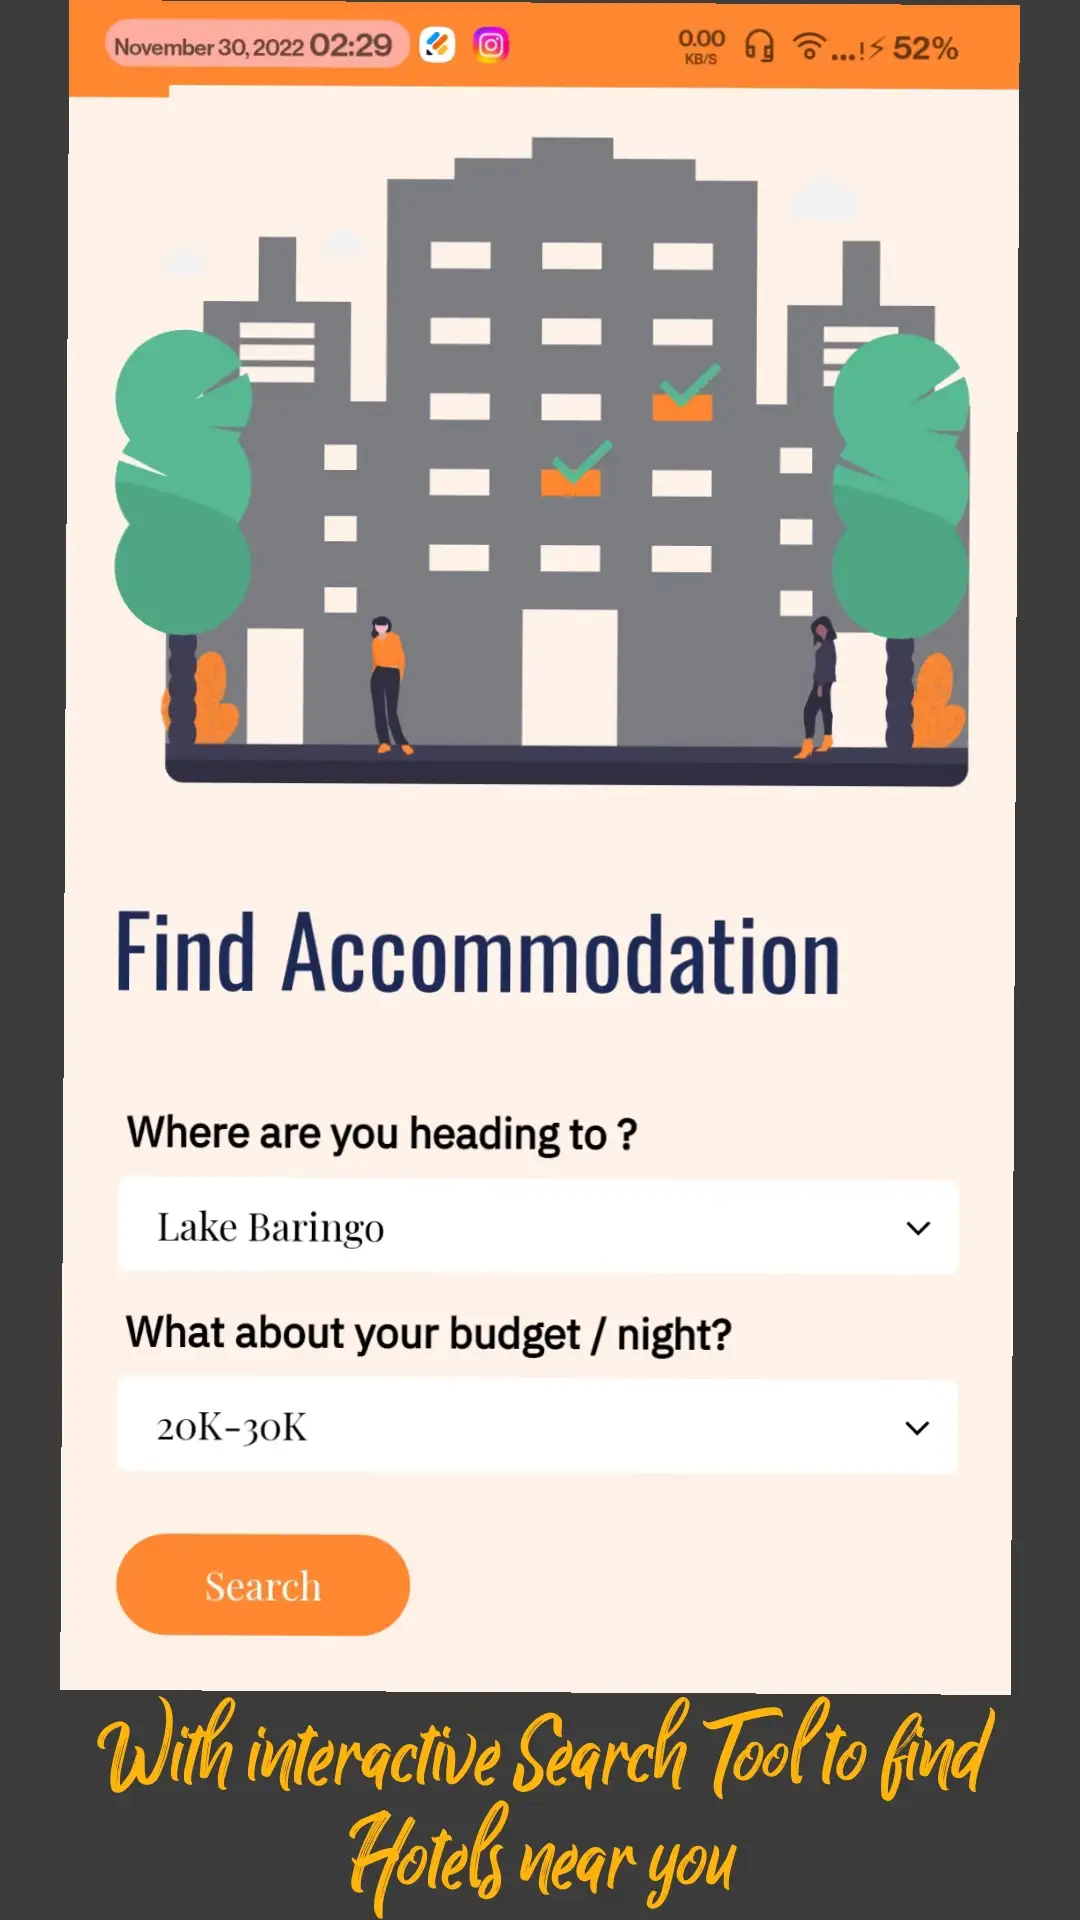 November 30, 2022 02:29 0.00 KB/S ...!⚡ 52%
Find Accommodation
Where are you heading to ?
Lake Baringo
What about your budget / night?
20K-30K
Search
With interactive Search Tool to find
Hotels near you